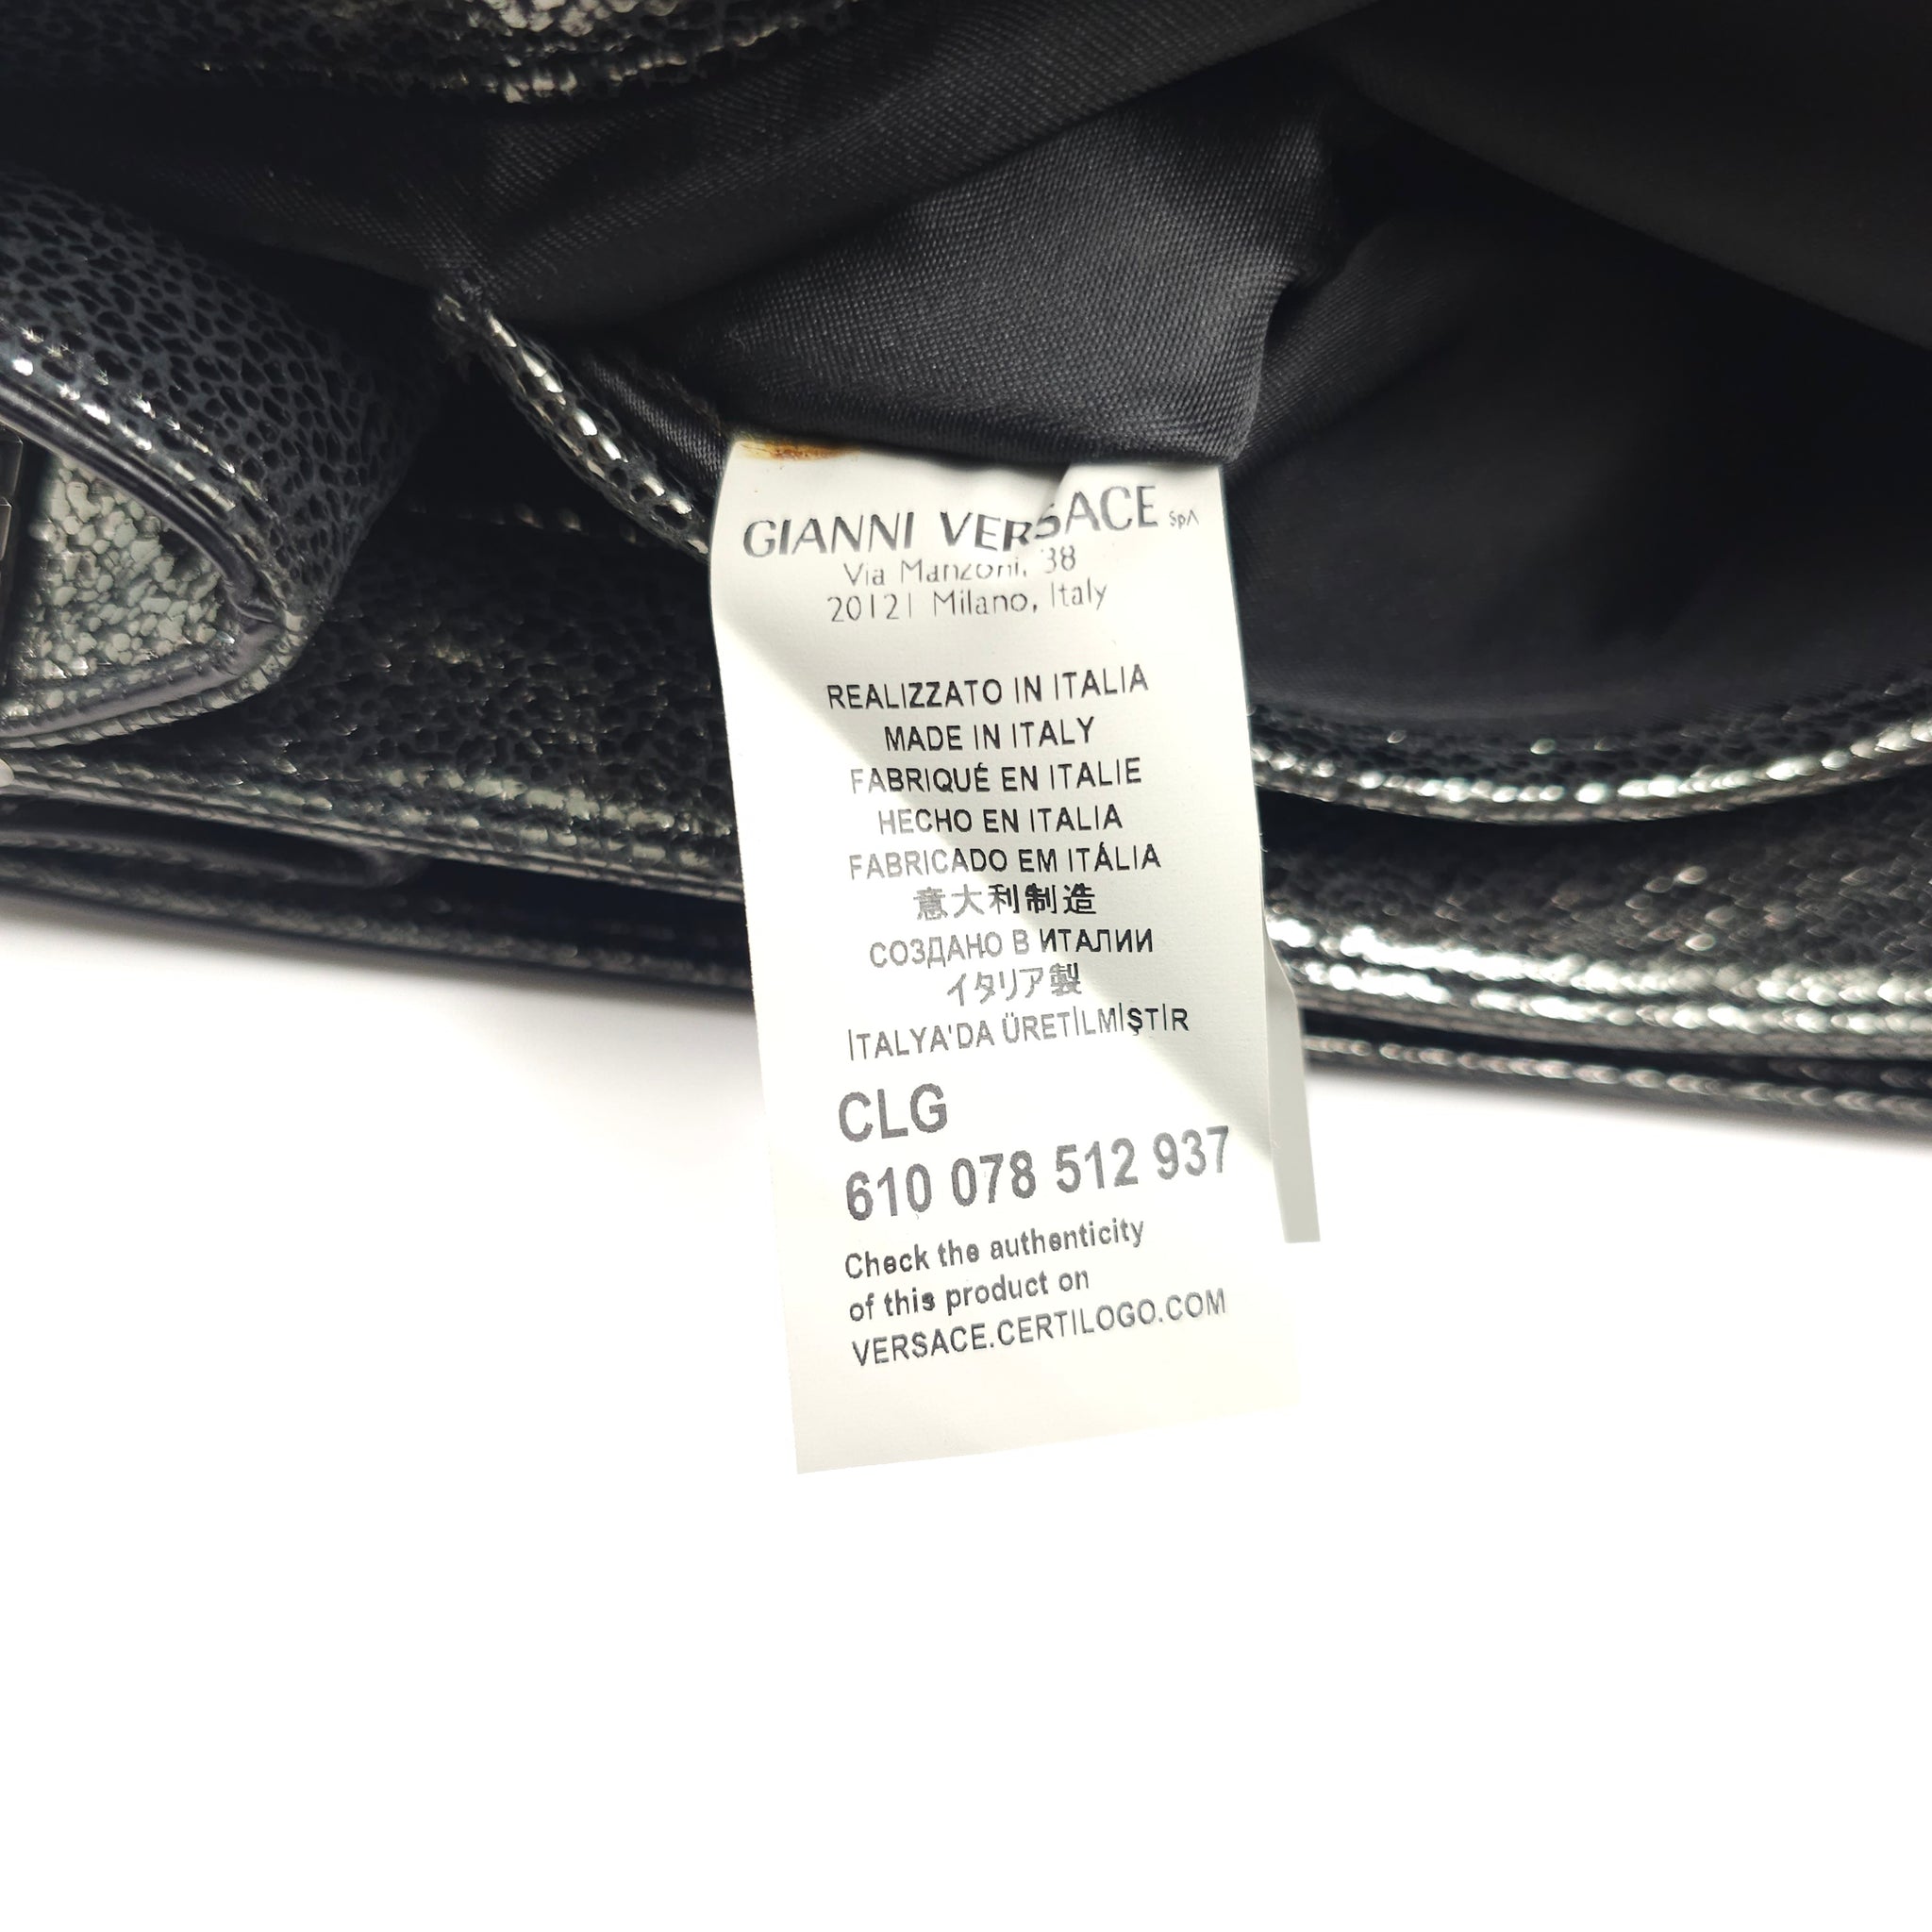 GIANNI VERSACE SpA
Via Manzoni, 38
20121 Milano, Italy
REALIZZATO IN ITALIA
MADE IN ITALY
FABRIQUÉ EN ITALIE
HECHO EN ITALIA
FABRICADO EM ITÁLIA
意大利制造
СОЗДАНО В ИТАЛИИ
イタリア製
İTALYA'DA ÜRETİLMİŞTİR
CLG
610 078 512 937
Check the authenticity
of this product on
VERSACE.CERTILOGO.COM